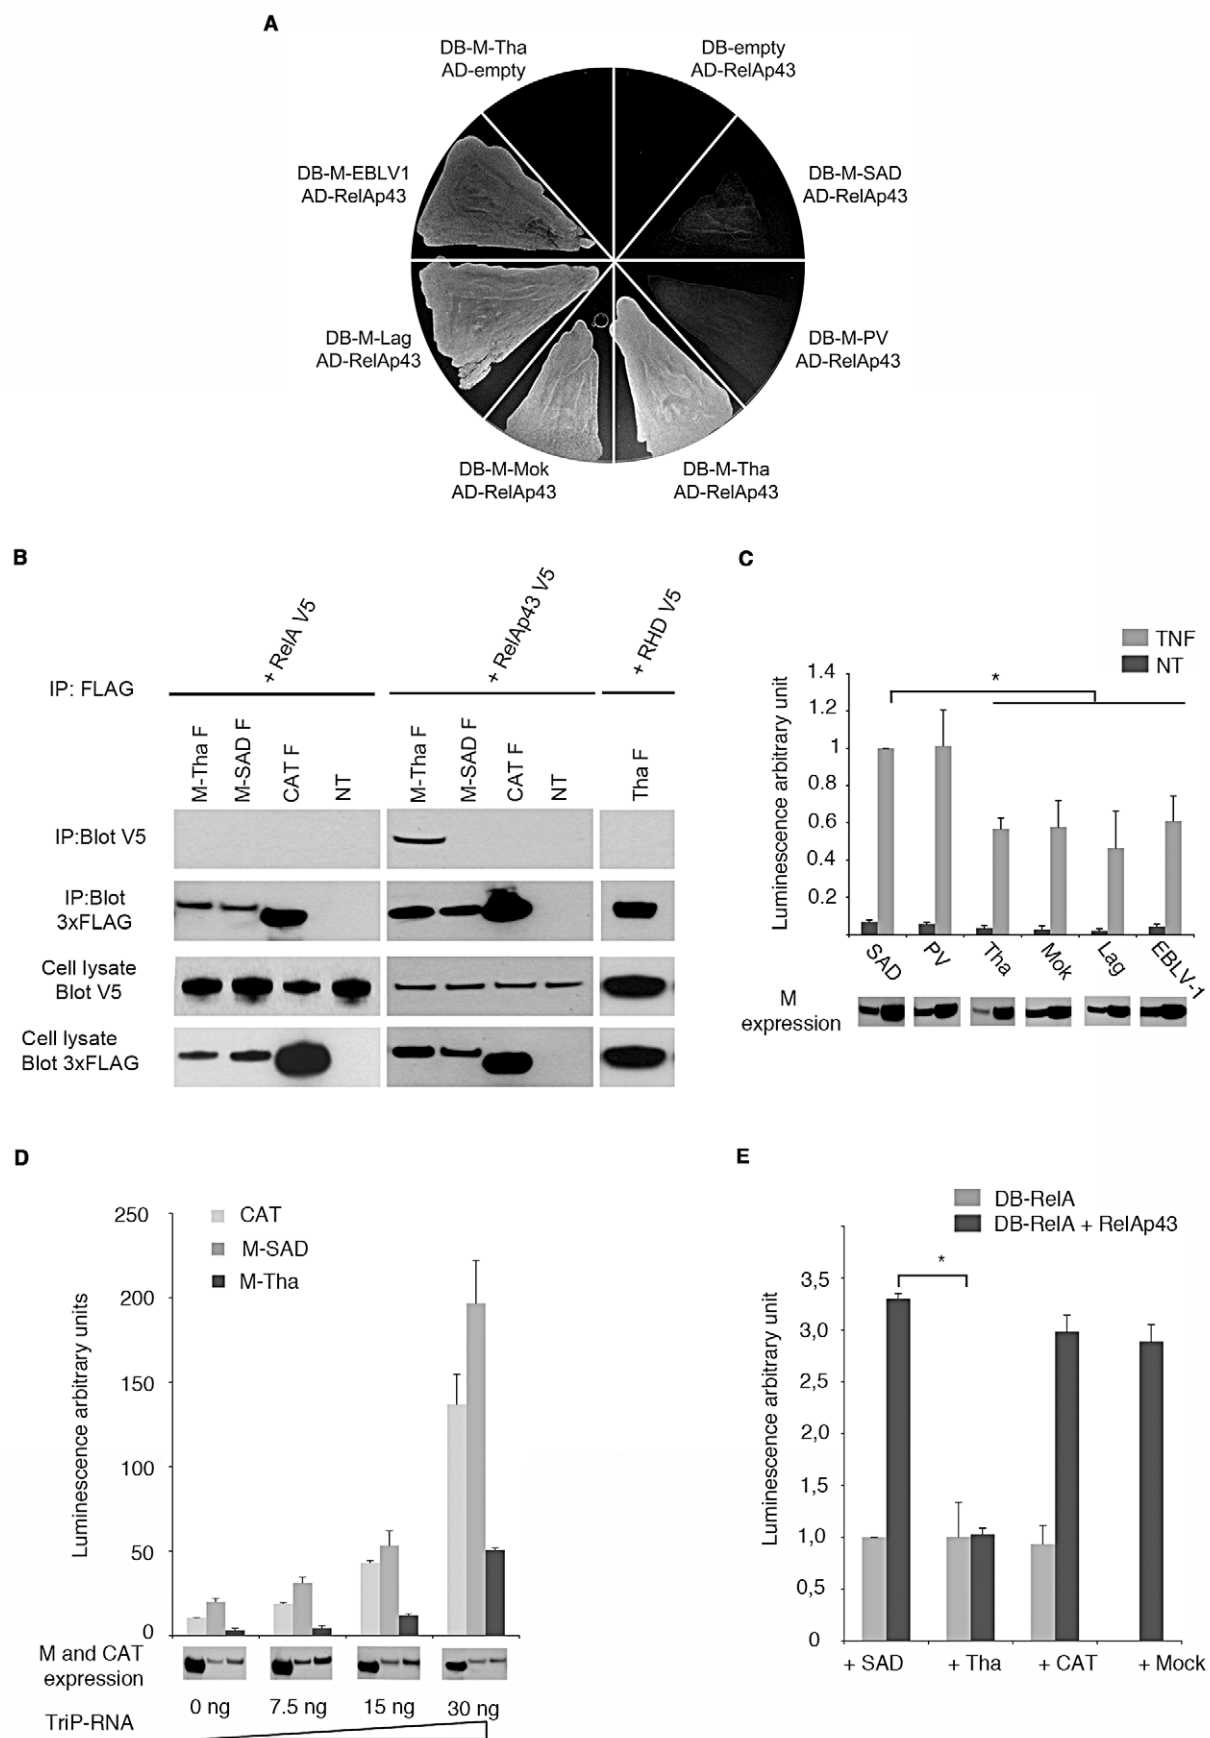 A
DB-M-Tha
AD-empty
DB-empty
AD-RelAp43
DB-M-EBLV1
AD-RelAp43
DB-M-SAD
AD-RelAp43
DB-M-Lag
AD-RelAp43
DB-M-PV
AD-RelAp43
DB-M-Mok
AD-RelAp43
DB-M-Tha
AD-RelAp43
B
IP: FLAG
+ RelA V5
+ RelAp43 V5
+ RHD V5
M-Tha F
M-SAD F
CAT F
NT
M-Tha F
M-SAD F
CAT F
NT
Tha F
IP:Blot V5
IP:Blot
3xFLAG
Cell lysate
Blot V5
Cell lysate
Blot 3xFLAG
C
TNF
NT
Luminescence arbitrary unit
1.4
1.2
1
0.8
0.6
0.4
0.2
*
SAD
PV
Tha
Mok
Lag
EBLV-1
M
expression
D
CAT
M-SAD
M-Tha
Luminescence arbitrary units
250
200
150
100
50
0
M and CAT
expression
TriP-RNA
0 ng
7.5 ng
15 ng
30 ng
E
DB-RelA
DB-RelA + RelAp43
Luminescence arbitrary unit
3,5
3,0
2,5
2,0
1,5
1,0
0,5
0
*
+ SAD
+ Tha
+ CAT
+ Mock